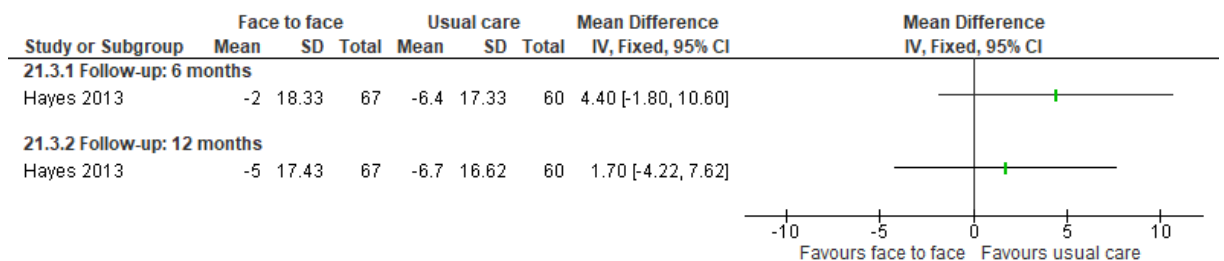 Face to face Usual care Mean Difference Mean Difference
Study or Subgroup Mean SD Total Mean SD Total IV, Fixed, 95% CI IV, Fixed, 95% CI
21.3.1 Follow-up: 6 months
Hayes 2013 -2 18.33 67 -6.4 17.33 60 4.40 [-1.80, 10.60]
21.3.2 Follow-up: 12 months
Hayes 2013 -5 17.43 67 -6.7 16.62 60 1.70 [-4.22, 7.62]
-10 -5 0 5 10
Favours face to face Favours usual care